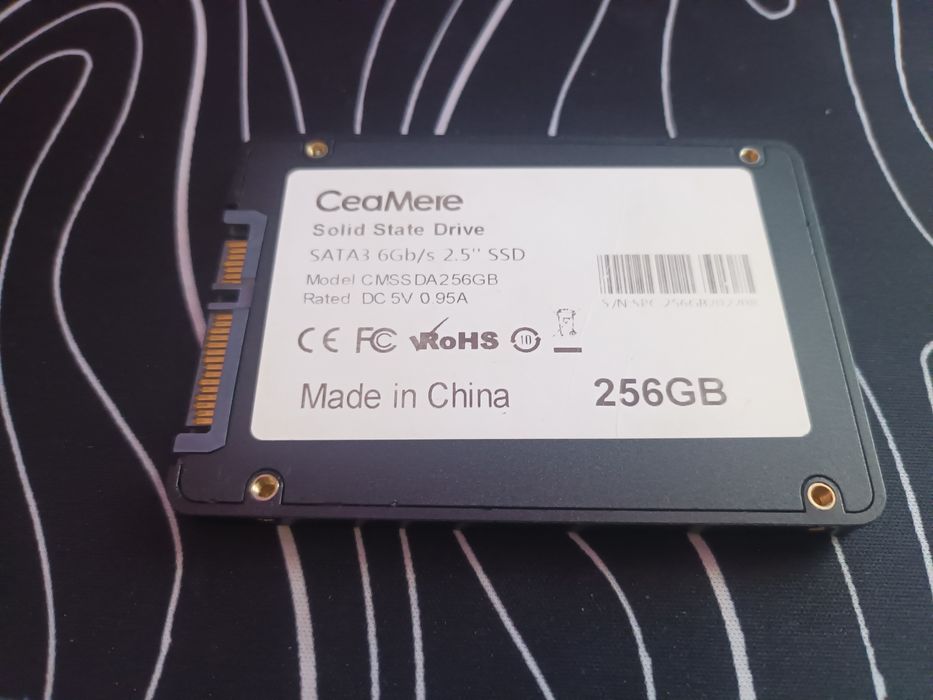 CeaMere
Solid State Drive
SATA3 6Gb/s 2.5'' SSD
Model CMSSDA256GB
Rated DC 5V 0.95A
CE FC RoHS 10
Made in China
256GB